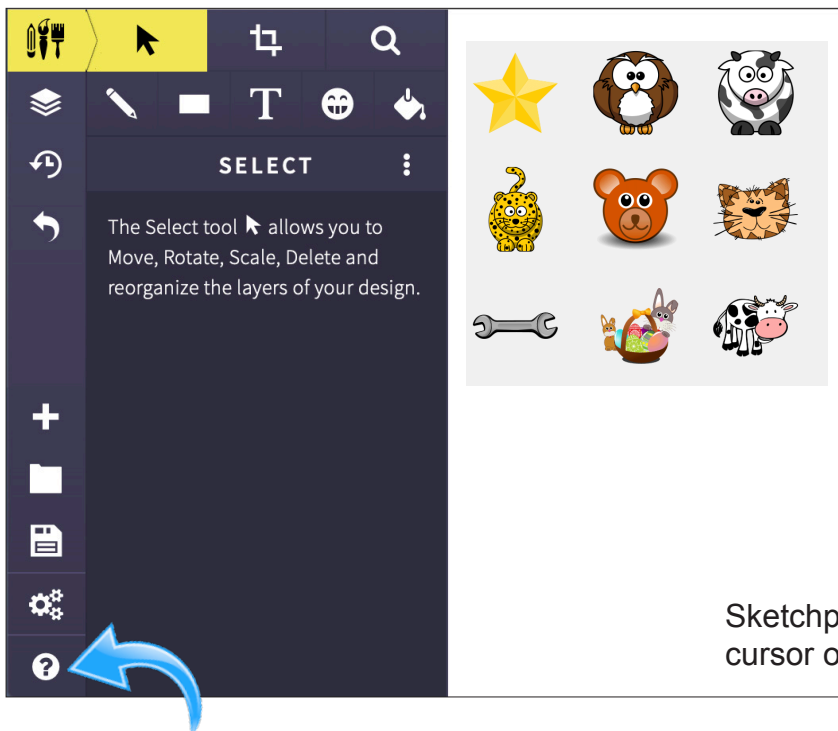 T
SELECT
The Select tool allows you to
Move, Rotate, Scale, Delete and
reorganize the layers of your design.
?
Sketchp
cursor o